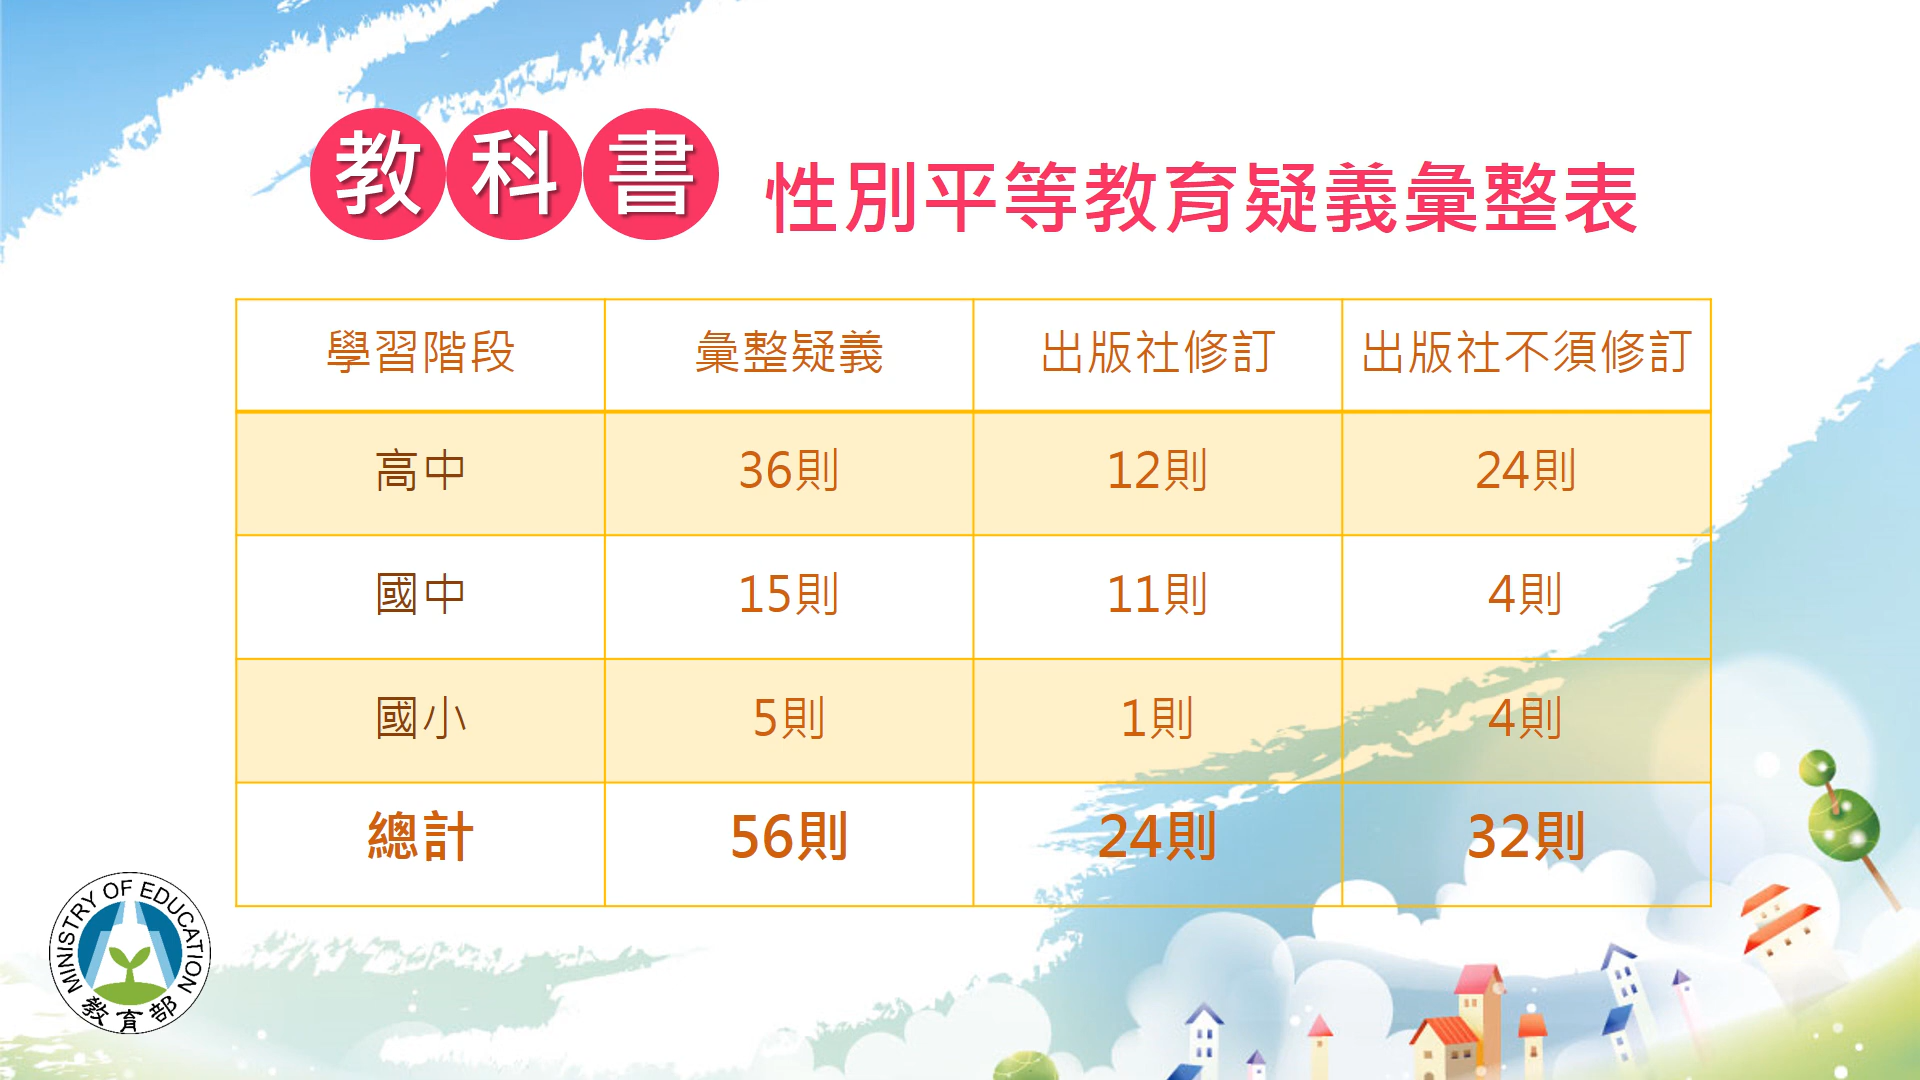 教科書 性別平等教育疑義彙整表
學習階段 彙整疑義 出版社修訂 出版社不須修訂
高中 36則 12則 24則
國中 15則 11則 4則
國小 5則 1則 4則
總計 56則 24則 32則
MINISTRY OF EDUCATION
教育部